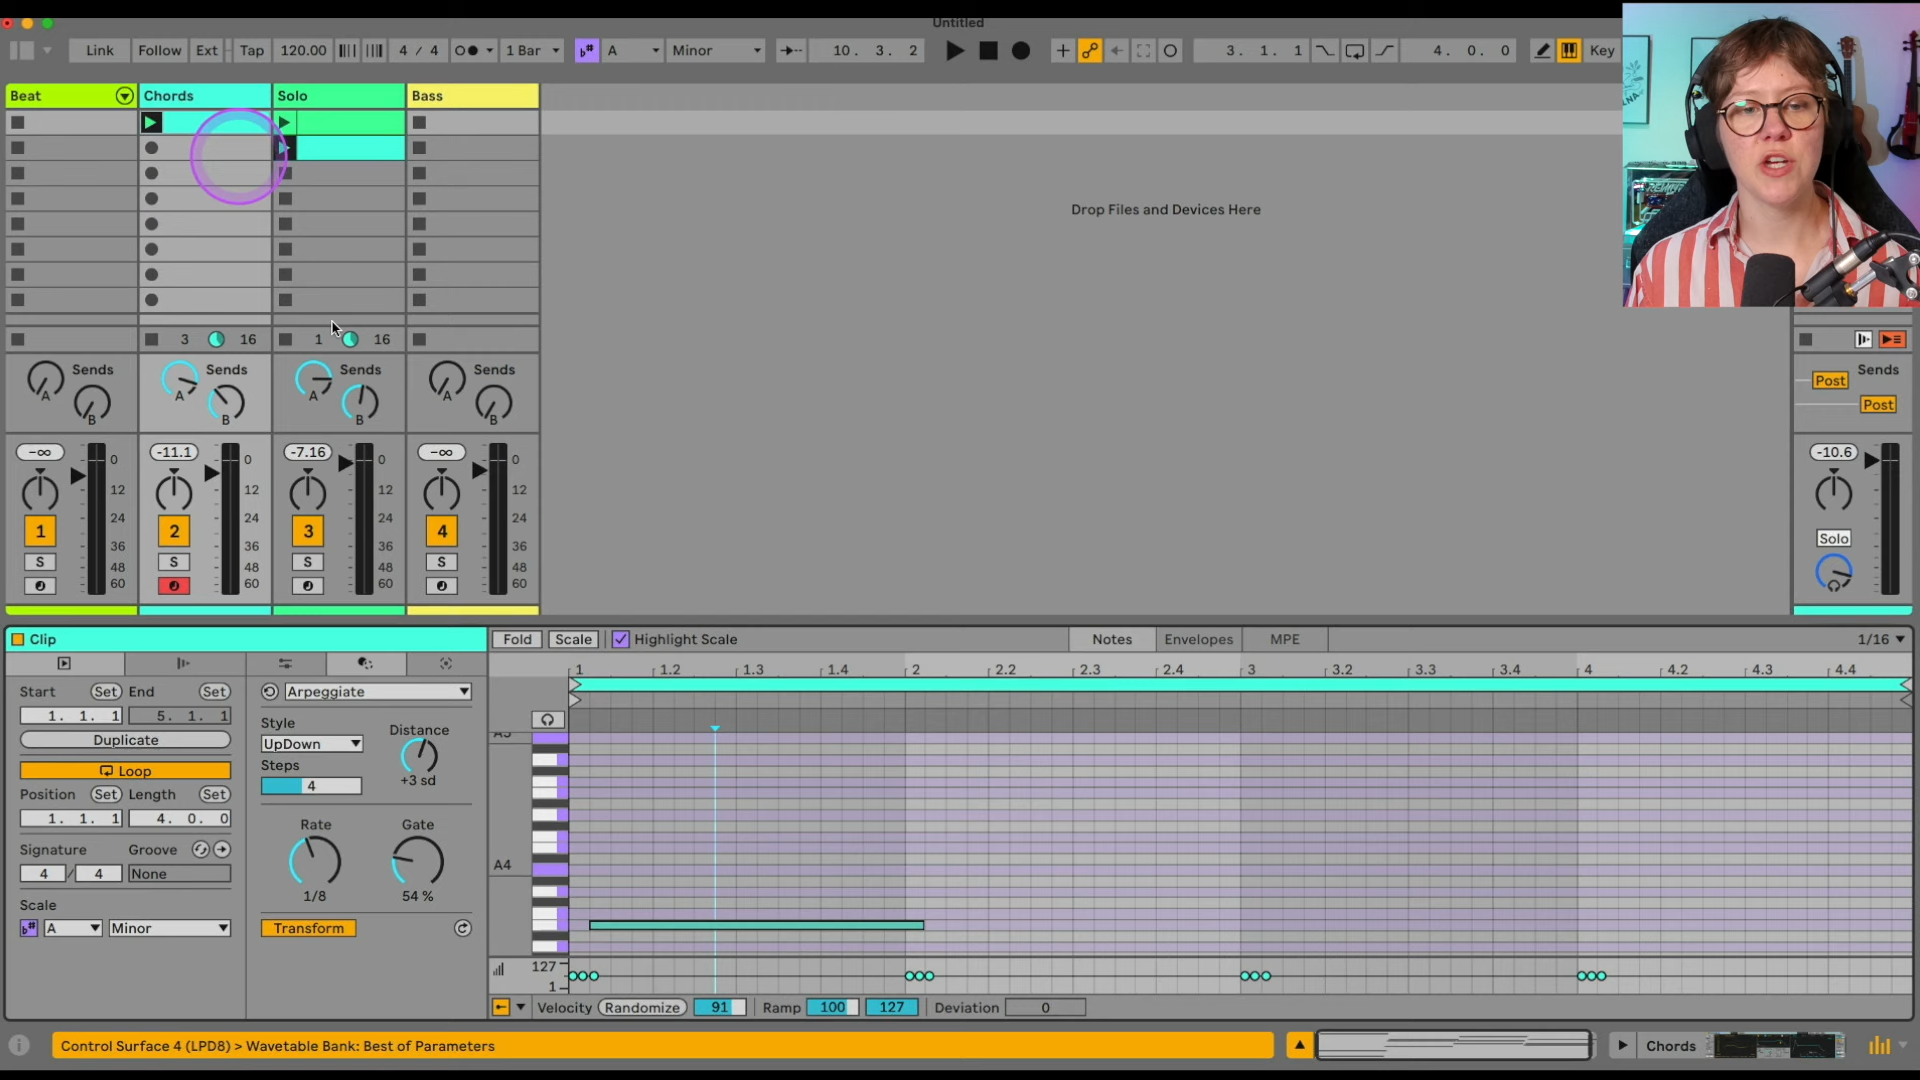 Untitled
Link Follow Ext Tap 120.00 4 / 4 1 Bar A Minor 10. 3. 2 3. 1. 1 4. 0. 0 Key
Beat Chords Solo Bass
Drop Files and Devices Here
3 16 1 16
Sends Sends Sends Sends Sends
A A A A Post
B B B B Post
-∞ -11.1 -7.16 -∞ -10.6
0 0 0 0
12 12 12 12
1 2 3 4
24 24 24 24
36 36 36 36
Solo
S S S S
48 48 48 48
60 60 60 60
Clip Fold Scale Highlight Scale Notes Envelopes MPE 1/16
1 1.2 1.3 1.4 2 2.2 2.3 2.4 3 3.2 3.3 3.4 4 4.2 4.3 4.4
Start Set End Set Arpeggiate
1. 1. 1 5. 1. 1
Style
Distance
Duplicate UpDown
Steps
+3 sd
Loop 4
Position Set Length Set
1. 1. 1 4. 0. 0
Rate Gate
Signature Groove
4 / 4 None
1/8 54 %
A4
Scale
A Minor Transform
127
1
Velocity Randomize 91 Ramp 100 127 Deviation 0
Control Surface 4 (LPD8) > Wavetable Bank: Best of Parameters
Chords